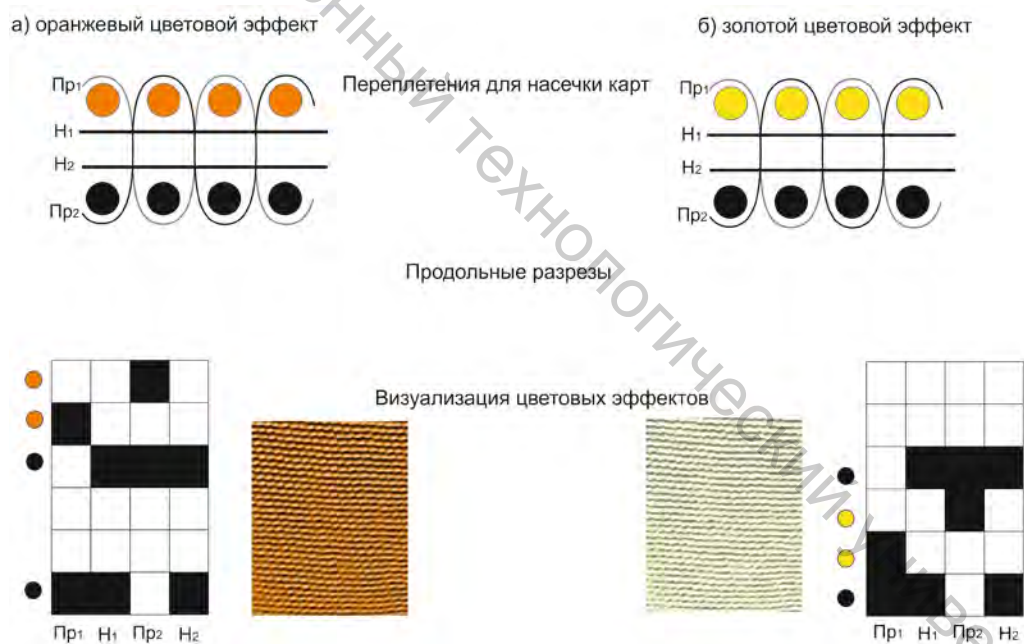 а) оранжевый цветовой эффект
б) золотой цветовой эффект
Переплетения для насечки карт
Пр1
Н1
Н2
Пр2
Пр1
Н1
Н2
Пр2
Продольные разрезы
Визуализация цветовых эффектов
Пр1 Н1 Пр2 Н2
Пр1 Н1 Пр2 Н2
технологический